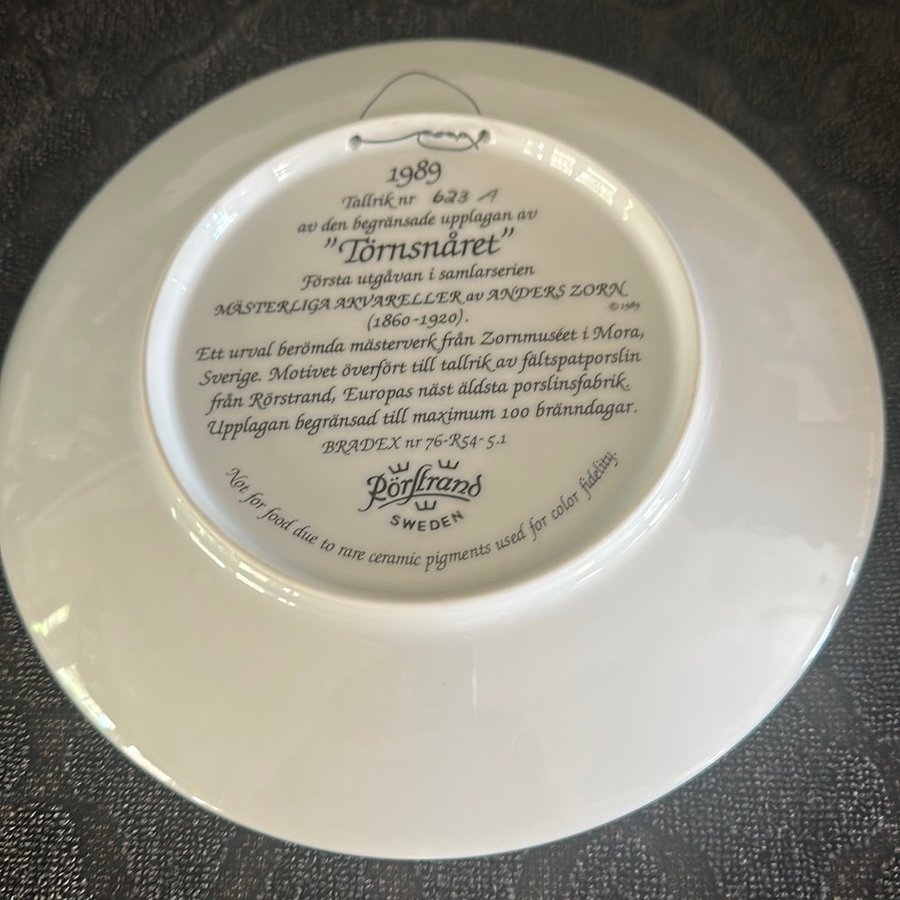 1989
Tallrik nr 623 A
av den begränsade upplagan av
"Törnsnåret"
Första utgåvan i samlarserien
MÄSTERLIGA AKVARELLER av ANDERS ZORN
© 1989
(1860-1920).
Ett urval berömda mästerverk från Zornmuséet i Mora,
Sverige. Motivet överfört till tallrik av fältspatporslin
från Rörstrand, Europas näst äldsta porslinsfabrik.
Upplagan begränsad till maximum 100 bränndagar.
BRADEX nr 76-R54-5.1
Rörstrand
SWEDEN
Not for food due to rare ceramic pigments used for color fidelity.